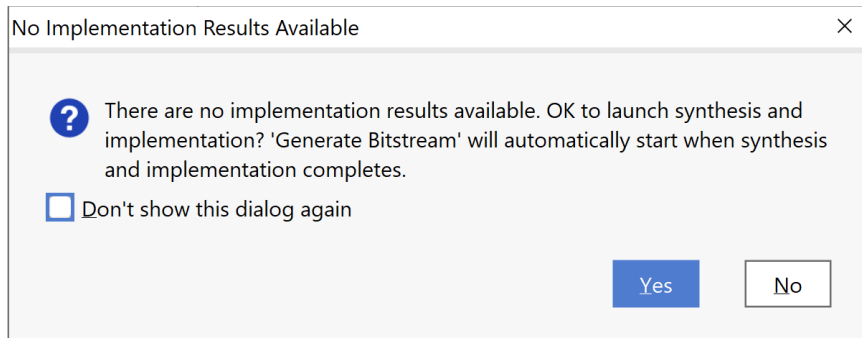 No Implementation Results Available
There are no implementation results available. OK to launch synthesis and
implementation? 'Generate Bitstream' will automatically start when synthesis
and implementation completes.
Don't show this dialog again
Yes No